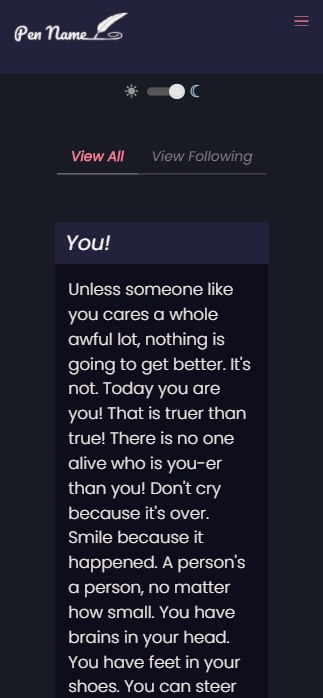 Pen Name
View All
View Following
You!
Unless someone like
you cares a whole
awful lot, nothing is
going to get better. It's
not. Today you are
you! That is truer than
true! There is no one
alive who is you-er
than you! Don't cry
because it's over.
Smile because it
happened. A person's
a person, no matter
how small. You have
brains in your head.
You have feet in your
shoes. You can steer